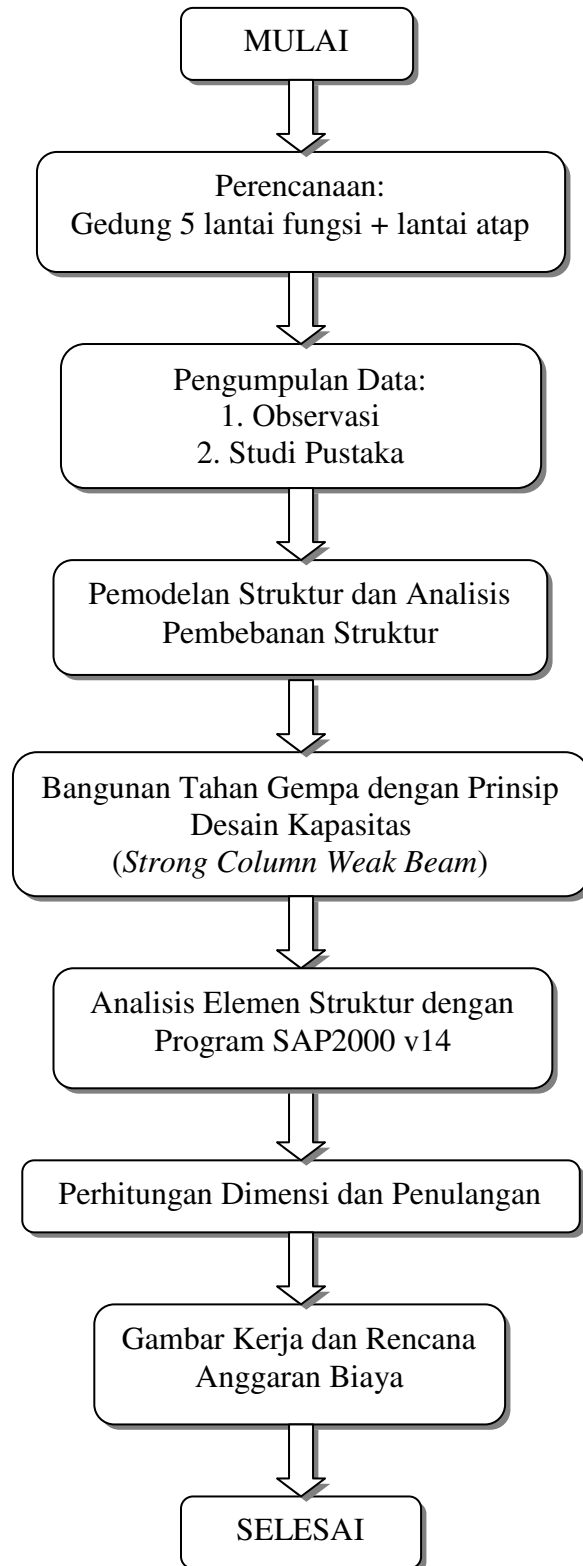 MULAI
Perencanaan:
Gedung 5 lantai fungsi + lantai atap
Pengumpulan Data:
1. Observasi
2. Studi Pustaka
Pemodelan Struktur dan Analisis
Pembebanan Struktur
Bangunan Tahan Gempa dengan Prinsip
Desain Kapasitas
(Strong Column Weak Beam)
Analisis Elemen Struktur dengan
Program SAP2000 v14
Perhitungan Dimensi dan Penulangan
Gambar Kerja dan Rencana
Anggaran Biaya
SELESAI